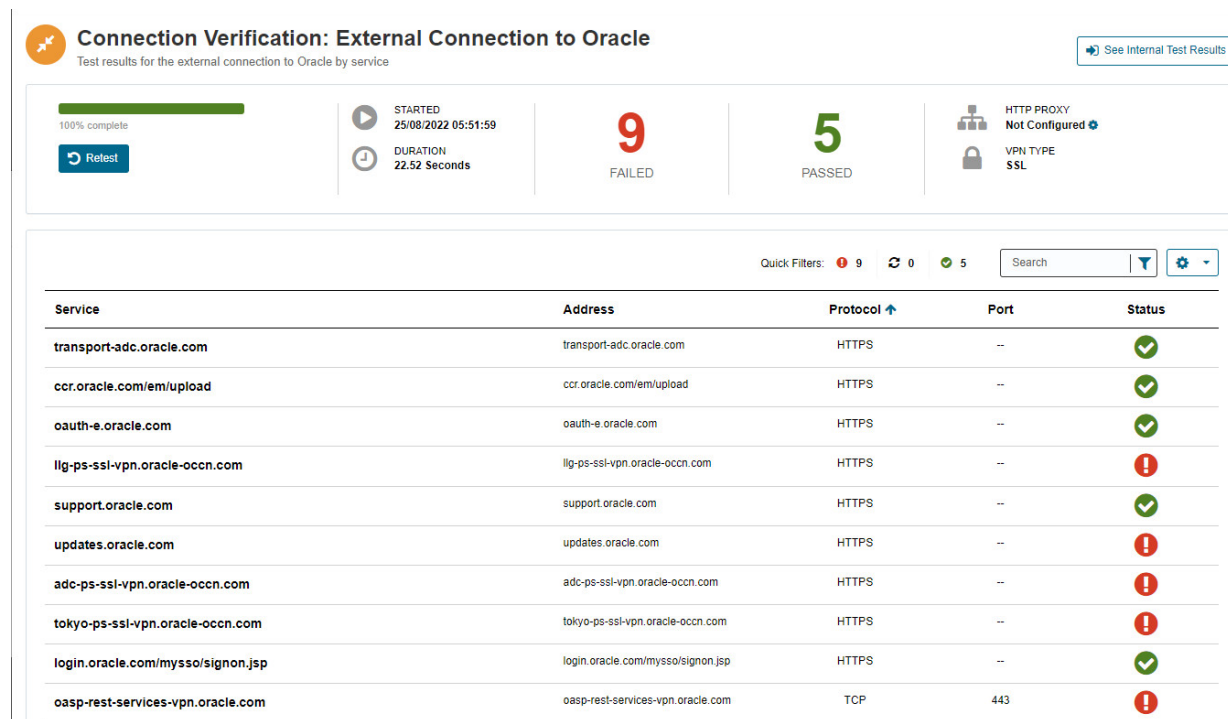 Connection Verification: External Connection to Oracle
Test results for the external connection to Oracle by service
See Internal Test Results
100% complete
Retest
STARTED
25/08/2022 05:51:59
DURATION
22.52 Seconds
9
FAILED
5
PASSED
HTTP PROXY
Not Configured
VPN TYPE
SSL
Quick Filters: 9 0 5 Search
Service Address Protocol Port Status
transport-adc.oracle.com transport-adc.oracle.com HTTPS --
ccr.oracle.com/em/upload ccr.oracle.com/em/upload HTTPS --
oauth-e.oracle.com oauth-e.oracle.com HTTPS --
llg-ps-ssl-vpn.oracle-occn.com llg-ps-ssl-vpn.oracle-occn.com HTTPS --
support.oracle.com support.oracle.com HTTPS --
updates.oracle.com updates.oracle.com HTTPS --
adc-ps-ssl-vpn.oracle-occn.com adc-ps-ssl-vpn.oracle-occn.com HTTPS --
tokyo-ps-ssl-vpn.oracle-occn.com tokyo-ps-ssl-vpn.oracle-occn.com HTTPS --
login.oracle.com/mysso/signon.jsp login.oracle.com/mysso/signon.jsp HTTPS --
oasp-rest-services-vpn.oracle.com oasp-rest-services-vpn.oracle.com TCP 443